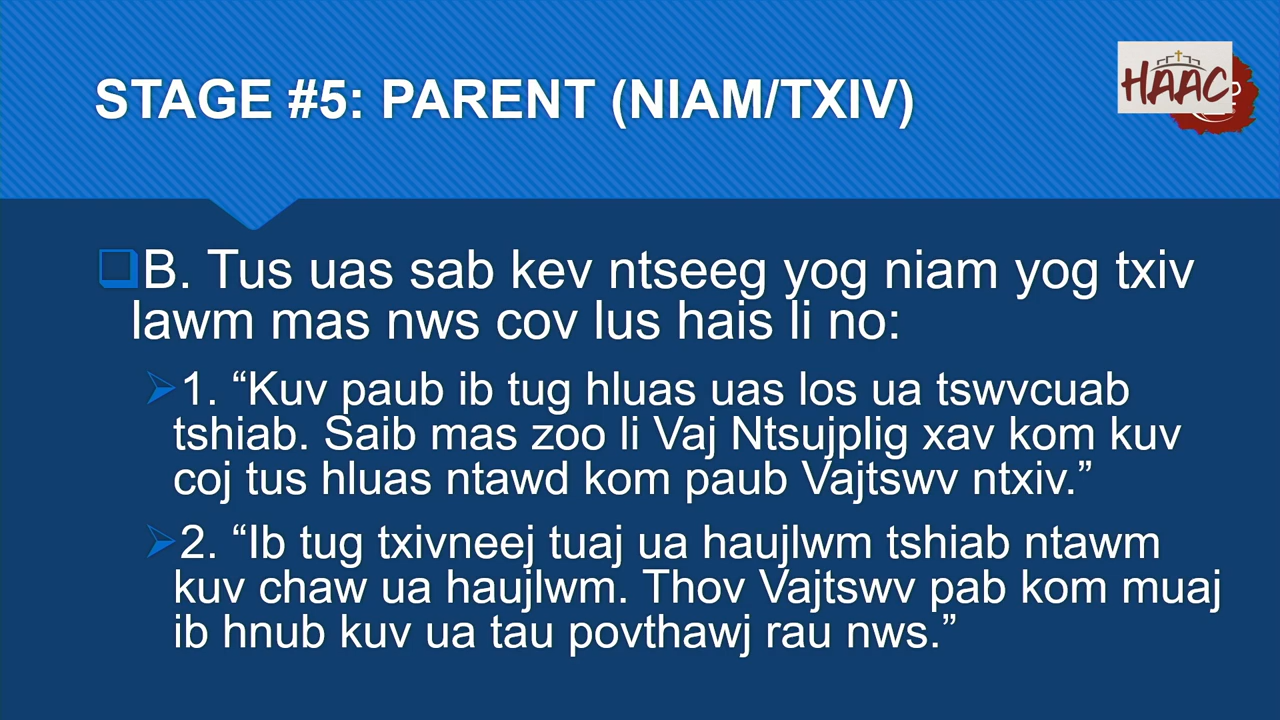 STAGE #5: PARENT (NIAM/TXIV)
HAAC
B. Tus uas sab kev ntseeg yog niam yog txiv
lawm mas nws cov lus hais li no:
1. “Kuv paub ib tug hluas uas los ua tswvcuab
tshiab. Saib mas zoo li Vaj Ntsujplig xav kom kuv
coj tus hluas ntawd kom paub Vajtswv ntxiv.”
2. “Ib tug txivneej tuaj ua haujlwm tshiab ntawm
kuv chaw ua haujlwm. Thov Vajtswv pab kom muaj
ib hnub kuv ua tau povthawj rau nws.”